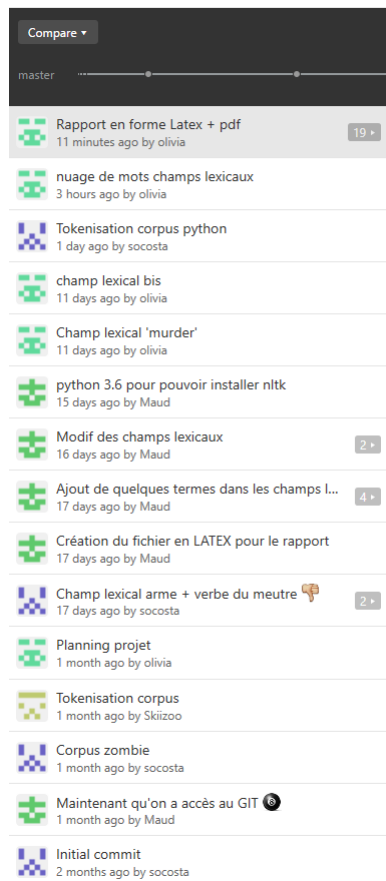 Compare
master
Rapport en forme Latex + pdf
19
11 minutes ago by olivia
nuage de mots champs lexicaux
3 hours ago by olivia
Tokenisation corpus python
1 day ago by socosta
champ lexical bis
11 days ago by olivia
Champ lexical 'murder'
11 days ago by olivia
python 3.6 pour pouvoir installer nltk
15 days ago by Maud
Modif des champs lexicaux
2
16 days ago by Maud
Ajout de quelques termes dans les champs l...
4
17 days ago by Maud
Création du fichier en LATEX pour le rapport
17 days ago by Maud
Champ lexical arme + verbe du meutre 👎
2
17 days ago by socosta
Planning projet
1 month ago by olivia
Tokenisation corpus
1 month ago by Skiizoo
Corpus zombie
1 month ago by socosta
Maintenant qu'on a accès au GIT 🎱
1 month ago by Maud
Initial commit
2 months ago by socosta